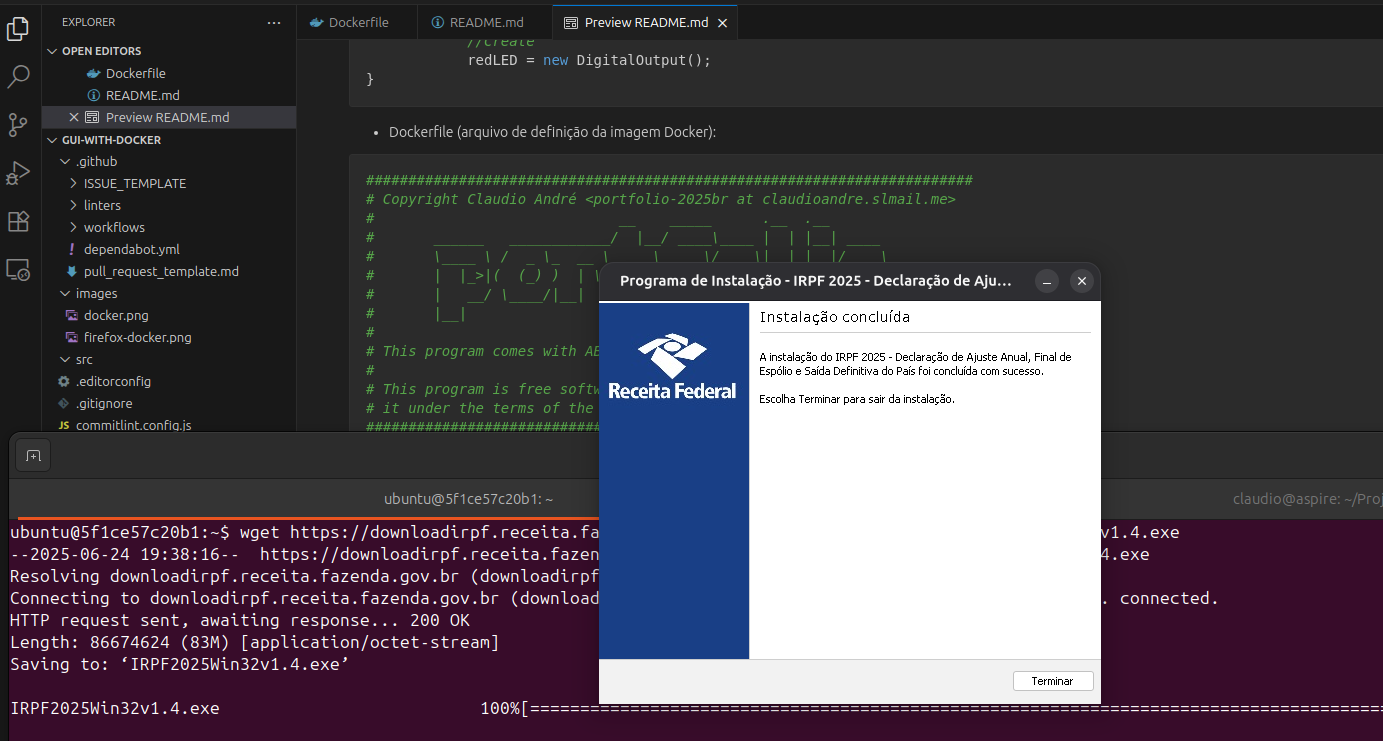 EXPLORER
OPEN EDITORS
Dockerfile
README.md
Preview README.md
GUI-WITH-DOCKER
.github
ISSUE_TEMPLATE
linters
workflows
dependabot.yml
pull_request_template.md
images
docker.png
firefox-docker.png
src
.editorconfig
.gitignore
JS commitlint.config.js
Dockerfile
README.md
Preview README.md
//create
redLED = new DigitalOutput();
}
• Dockerfile (arquivo de definição da imagem Docker):
########################################################################
# Copyright Claudio André <portfolio-2025br at claudioandre.slmail.me>
#
# This program comes with AB
#
# This program is free softw
# it under the terms of the
Programa de Instalação - IRPF 2025 - Declaração de Aju...
Receita Federal
Instalação concluída
A instalação do IRPF 2025 - Declaração de Ajuste Anual, Final de
Espólio e Saída Definitiva do País foi concluída com sucesso.
Escolha Terminar para sair da instalação.
Terminar
ubuntu@5f1ce57c20b1: ~
claudio@aspire: ~/Proj
ubuntu@5f1ce57c20b1:~$ wget https://downloadirpf.receita.fa v1.4.exe
--2025-06-24 19:38:16-- https://downloadirpf.receita.fazen 4.exe
Resolving downloadirpf.receita.fazenda.gov.br (downloadirpf
Connecting to downloadirpf.receita.fazenda.gov.br (download . connected.
HTTP request sent, awaiting response... 200 OK
Length: 86674624 (83M) [application/octet-stream]
Saving to: ‘IRPF2025Win32v1.4.exe’
IRPF2025Win32v1.4.exe 100%[==========